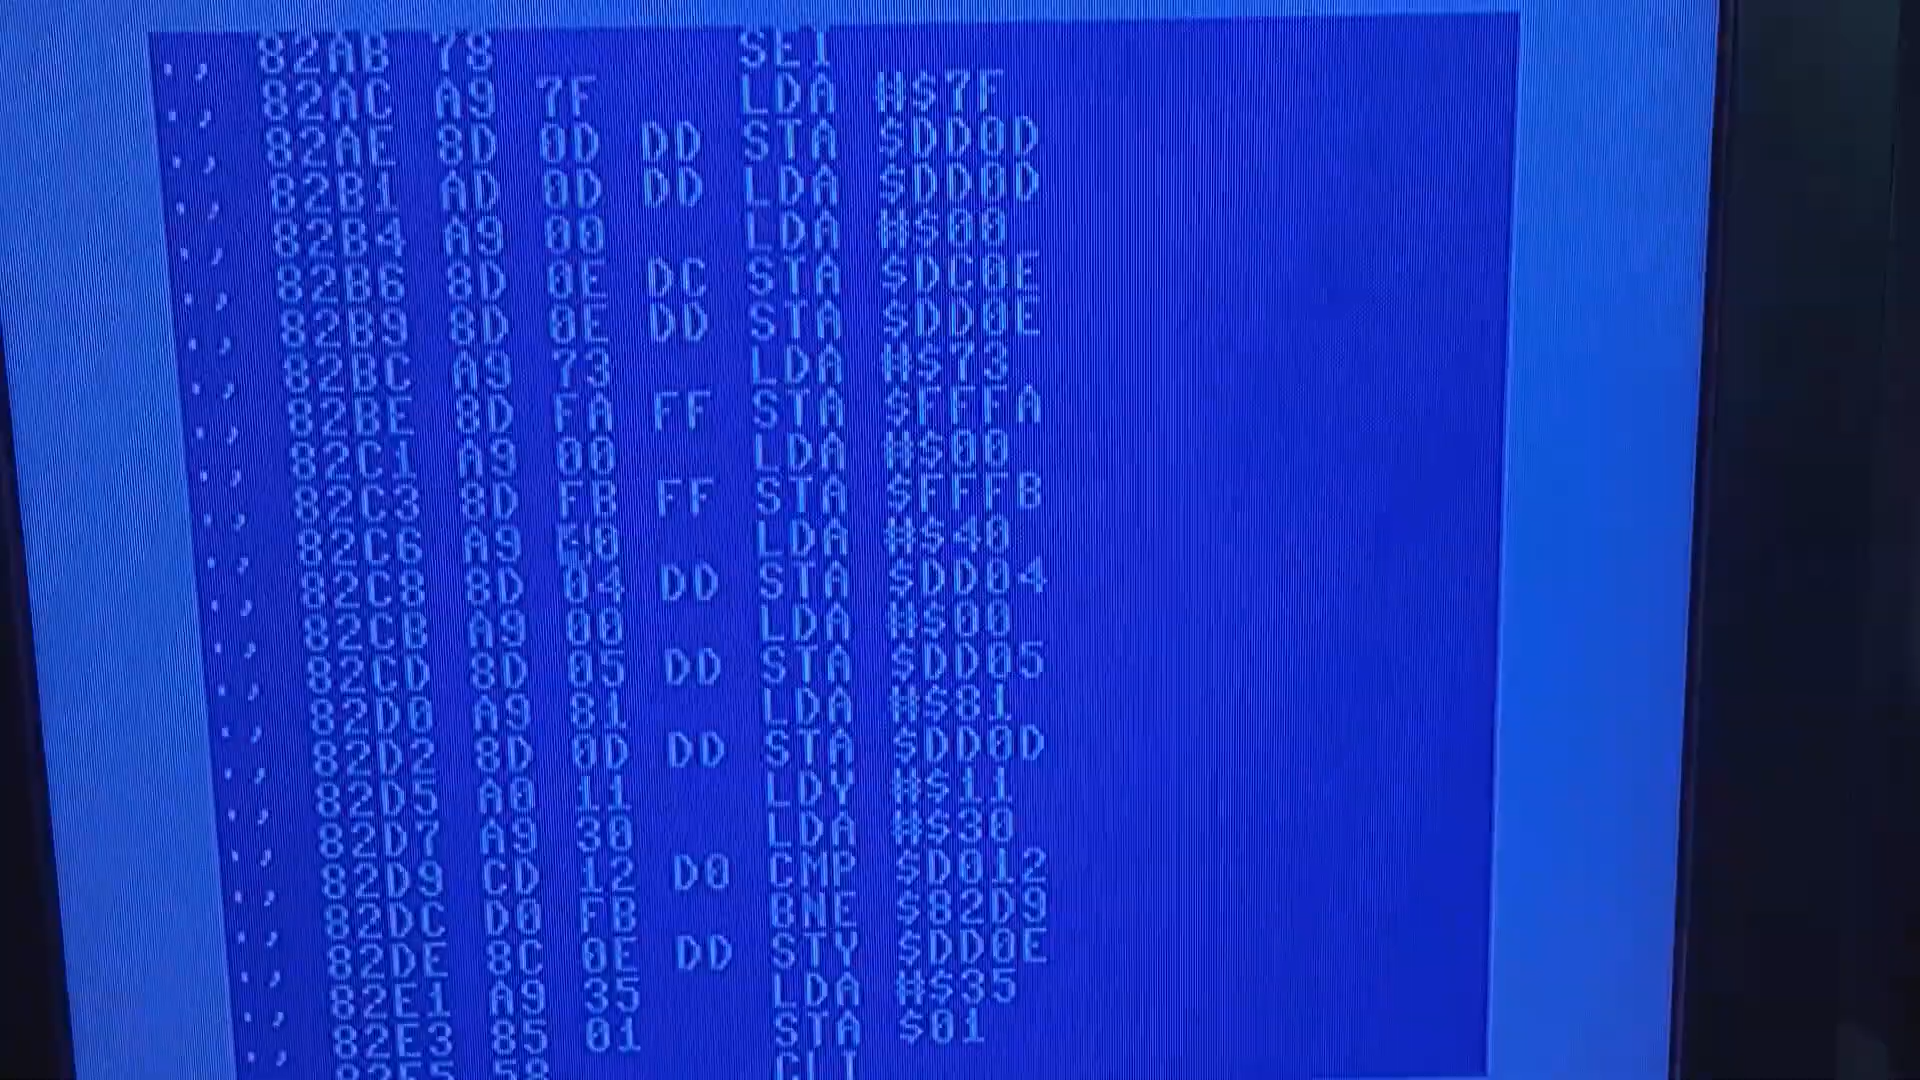 ., 82AB 78 SEI
., 82AC A9 7F LDA #$7F
., 82AE 8D 0D DD STA $DD0D
., 82B1 AD 0D DD LDA $DD0D
., 82B4 A9 00 LDA #$00
., 82B6 8D 0E DC STA $DC0E
., 82B9 8D 0E DD STA $DD0E
., 82BC A9 73 LDA #$73
., 82BE 8D FA FF STA $FFFA
., 82C1 A9 00 LDA #$00
., 82C3 8D FB FF STA $FFFB
., 82C6 A9 40 LDA #$40
., 82C8 8D 04 DD STA $DD04
., 82CB A9 00 LDA #$00
., 82CD 8D 05 DD STA $DD05
., 82D0 A9 81 LDA #$81
., 82D2 8D 0D DD STA $DD0D
., 82D5 A0 11 LDY #$11
., 82D7 A9 30 LDA #$30
., 82D9 CD 12 D0 CMP $D012
., 82DC D0 FB BNE $82D9
., 82DE 8C 0E DD STY $DD0E
., 82E1 A9 35 LDA #$35
., 82E3 85 01 STA $01
82E5 58 CLI